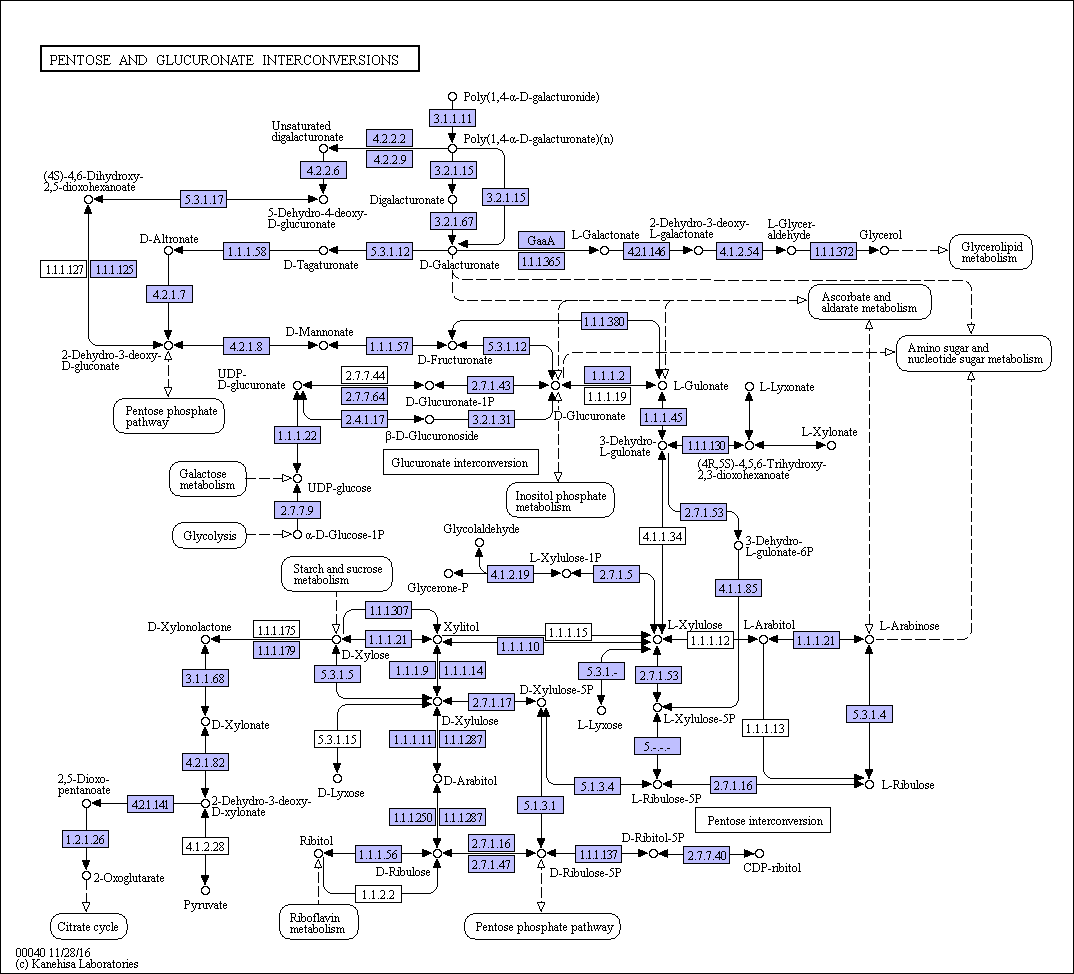 PENTOSE AND GLUCURONATE INTERCONVERSIONS
Poly(1,4-α-D-galacturonide)
3.1.1.11
Unsaturated
digalacturonate
4.2.2.2
Poly(1,4-α-D-galacturonate)(n)
4.2.2.9
4.2.2.6
3.2.1.15
(4S)-4,6-Dihydroxy-
2,5-dioxohexanoate
5.3.1.17
Digalacturonate
3.2.1.15
5-Dehydro-4-deoxy-
D-glucuronate
3.2.1.67
D-Altronate
1.1.1.58
D-Tagaturonate
5.3.1.12
D-Galacturonate
GaaA
1.1.1365
L-Galactonate
4.2.1.146
2-Dehydro-3-deoxy-
L-galactonate
4.1.2.54
L-Glycer-
aldehyde
1.1.1372
Glycerol
Glycerolipid
metabolism
1.1.1.127
1.1.1.125
4.2.1.7
Ascorbate and
aldarate metabolism
1.1.1.380
2-Dehydro-3-deoxy-
D-gluconate
4.2.1.8
D-Mannonate
1.1.1.57
D-Fructuronate
5.3.1.12
Amino sugar and
nucleotide sugar metabolism
UDP-
D-glucuronate
2.7.7.44
2.7.7.64
D-Glucuronate-1P
2.7.1.43
D-Glucuronate
1.1.1.2
1.1.1.19
L-Gulonate
L-Lyxonate
Pentose phosphate
pathway
2.4.1.17
β-D-Glucuronoside
3.2.1.31
1.1.1.45
1.1.1.22
3-Dehydro-
L-gulonate
1.1.1.130
L-Xylonate
(4R,5S)-4,5,6-Trihydroxy-
2,3-dioxohexanoate
Glucuronate interconversion
Galactose
metabolism
UDP-glucose
Inositol phosphate
metabolism
2.7.7.9
2.7.1.53
Glycolysis
α-D-Glucose-1P
Glycolaldehyde
4.1.1.34
3-Dehydro-
L-gulonate-6P
L-Xylulose-1P
Starch and sucrose
metabolism
Glycerone-P
4.1.2.19
2.7.1.5
4.1.1.85
1.1.1307
D-Xylonolactone
1.1.1.175
1.1.1.179
D-Xylose
1.1.1.21
Xylitol
1.1.1.15
1.1.1.10
L-Xylulose
1.1.1.12
L-Arabitol
1.1.1.21
L-Arabinose
3.1.1.68
5.3.1.5
1.1.1.9
1.1.1.14
5.3.1.-
2.7.1.53
D-Xylulose
2.7.1.17
D-Xylulose-5P
L-Lyxose
L-Xylulose-5P
5.3.1.4
D-Xylonate
5.3.1.15
1.1.1.11
1.1.1287
5.-.-.-
1.1.1.13
4.2.1.82
D-Lyxose
D-Arabitol
5.1.3.4
L-Ribulose-5P
2.7.1.16
L-Ribulose
2,5-Dioxo-
pentanoate
4.2.1.141
2-Dehydro-3-deoxy-
D-xylonate
5.1.3.1
1.1.1250
1.1.1287
Pentose interconversion
1.2.1.26
4.1.2.28
Ribitol
1.1.1.56
D-Ribulose
2.7.1.16
2.7.1.47
D-Ribulose-5P
1.1.1.137
D-Ribitol-5P
2.7.7.40
CDP-ribitol
2-Oxoglutarate
Pyruvate
1.1.2.2
Citrate cycle
Riboflavin
metabolism
Pentose phosphate pathway
00040 11/28/16
(c) Kanehisa Laboratories